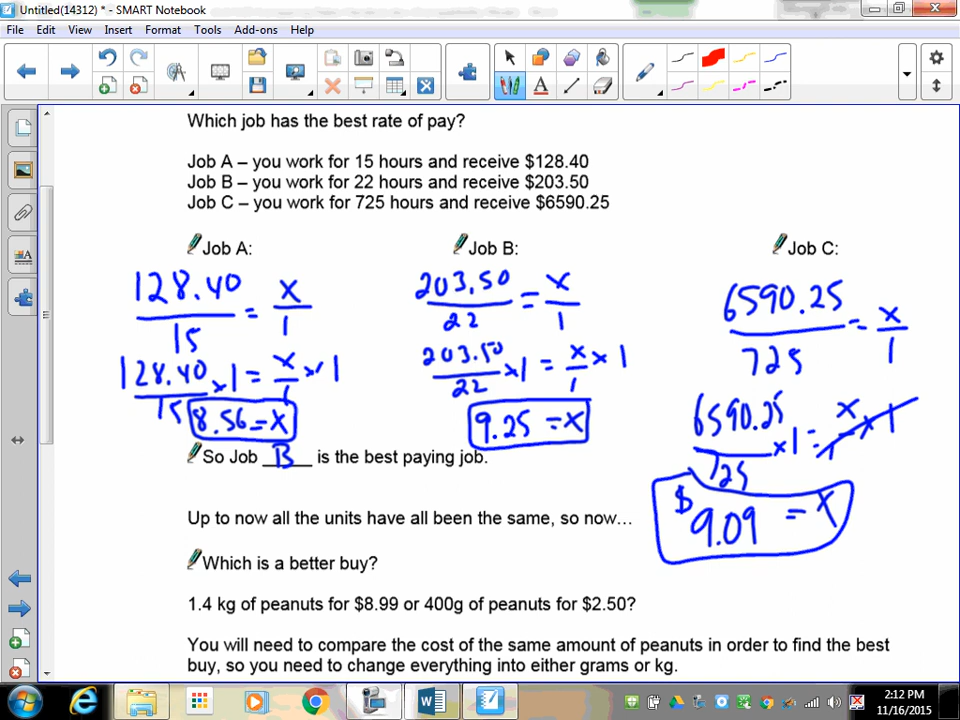 Untitled(14312) * - SMART Notebook
File Edit View Insert Format Tools Add-ons Help
Which job has the best rate of pay?
Job A – you work for 15 hours and receive $128.40
Job B – you work for 22 hours and receive $203.50
Job C – you work for 725 hours and receive $6590.25
Job A: Job B: Job C:
128.40 / 15 = x / 1
203.50 / 22 = x / 1
6590.25 / 725 = x / 1
128.40 / 15 × 1 = x / 1 × 1
203.50 / 22 × 1 = x / 1 × 1
6590.25 / 725 × 1 = x / 1 × 1
8.56 = x
9.25 = x
$9.09 = x
So Job B is the best paying job.
Up to now all the units have all been the same, so now…
Which is a better buy?
1.4 kg of peanuts for $8.99 or 400g of peanuts for $2.50?
You will need to compare the cost of the same amount of peanuts in order to find the best
buy, so you need to change everything into either grams or kg.
2:12 PM
11/16/2015